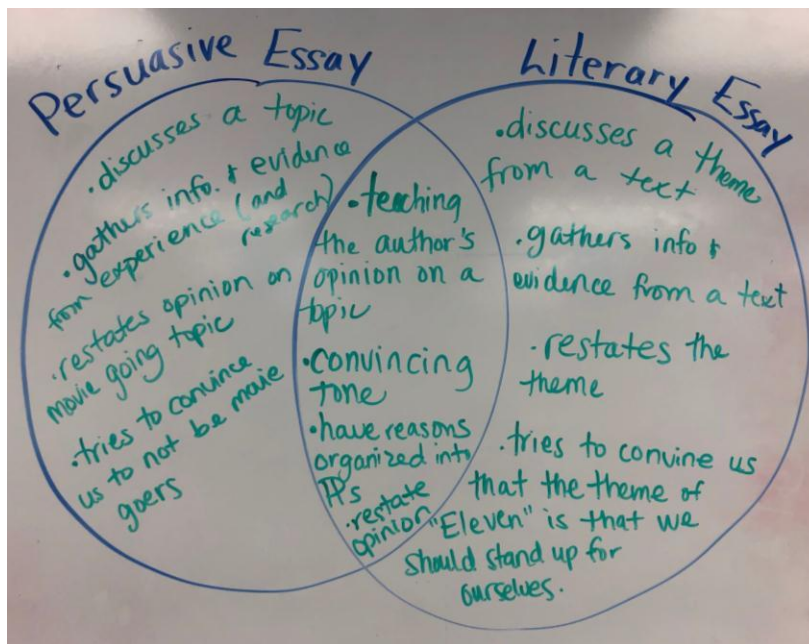 Persuasive Essay
• discusses a topic
• gathers info. & evidence
from experience (and
research)
• restates opinion on
movie going topic
• tries to convince
us to not be movie
goers
• teaching
the author's
opinion on a
topic
• convincing
tone
• have reasons
organized into
¶s
• restate
opinion
Literary Essay
• discusses a theme
from a text
• gathers info &
evidence from a text
• restates the
theme
• tries to convine us
that the theme of
"Eleven" is that we
should stand up for
ourselves.